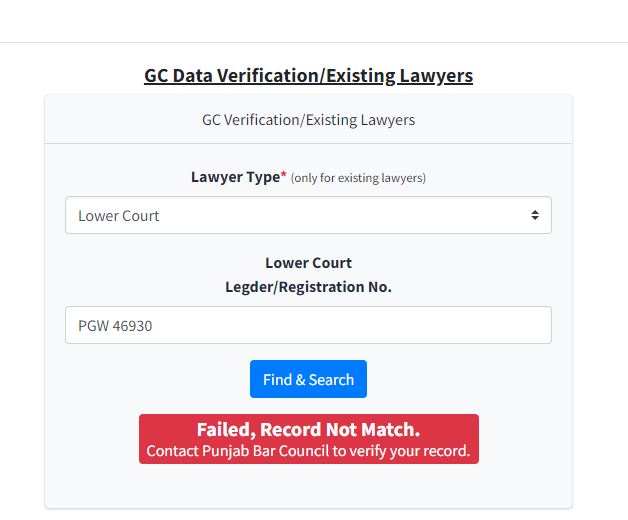 GC Data Verification/Existing Lawyers
GC Verification/Existing Lawyers
Lawyer Type* (only for existing lawyers)
Lower Court
Lower Court
Legder/Registration No.
PGW 46930
Find & Search
Failed, Record Not Match.
Contact Punjab Bar Council to verify your record.